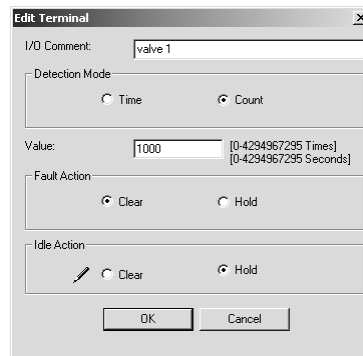 Edit Terminal
I/O Comment: valve 1
Detection Mode
Time Count
Value: 1000 [0-4294967295 Times]
[0-4294967295 Seconds]
Fault Action
Clear Hold
Idle Action
Clear Hold
OK Cancel